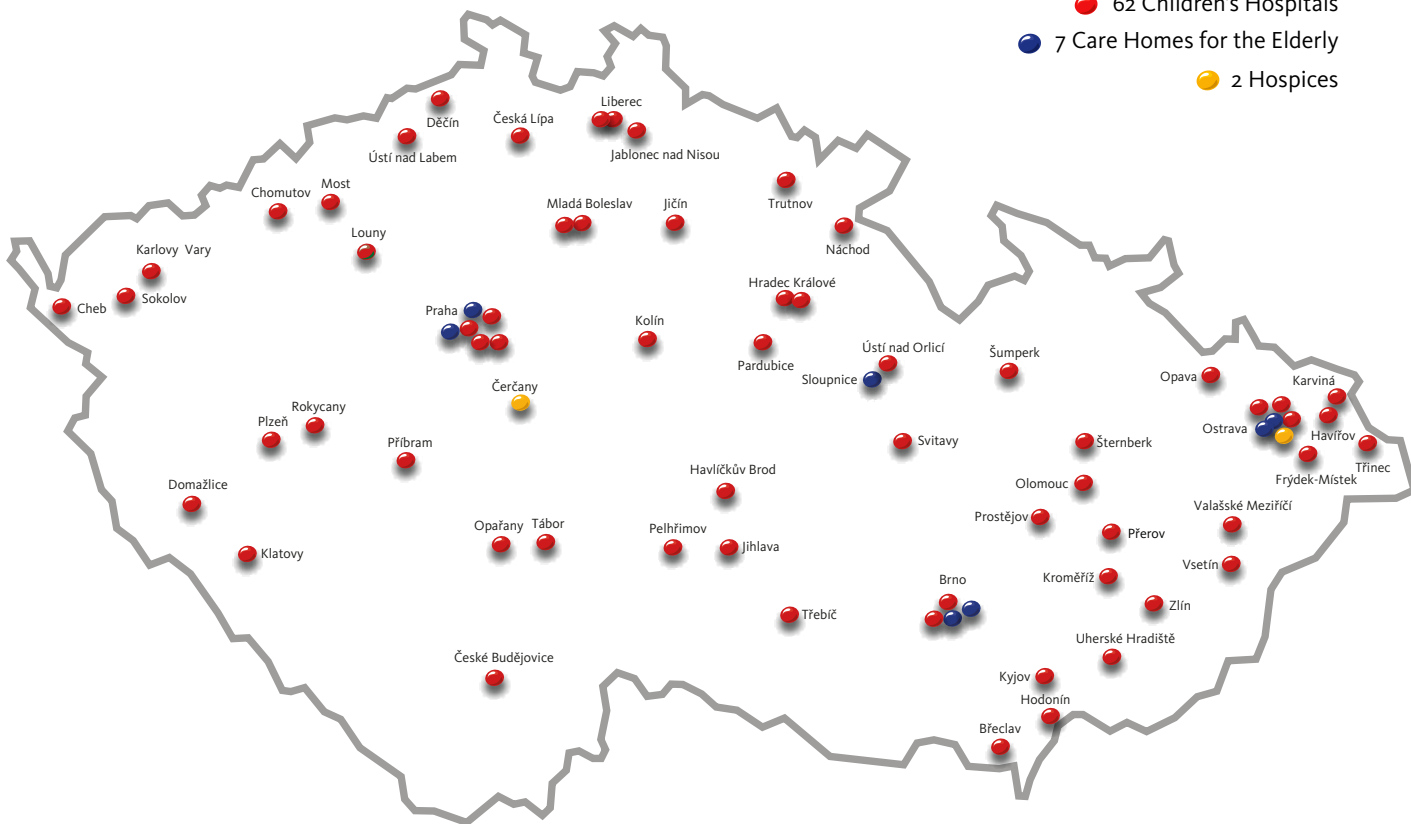 62 Children's Hospitals
7 Care Homes for the Elderly
2 Hospices
Děčín
Ústí nad Labem
Česká Lípa
Liberec
Jablonec nad Nisou
Chomutov
Most
Louny
Mladá Boleslav
Jičín
Trutnov
Náchod
Karlovy Vary
Sokolov
Cheb
Praha
Kolín
Hradec Králové
Pardubice
Ústí nad Orlicí
Sloupnice
Šumperk
Opava
Karviná
Ostrava
Havířov
Třinec
Frýdek-Místek
Čerčany
Rokycany
Plzeň
Příbram
Svitavy
Šternberk
Olomouc
Havlíčkův Brod
Domažlice
Klatovy
Opařany
Tábor
Pelhřimov
Jihlava
Prostějov
Přerov
Valašské Meziříčí
Vsetín
Kroměříž
Zlín
Brno
Třebíč
Uherské Hradiště
České Budějovice
Kyjov
Hodonín
Břeclav